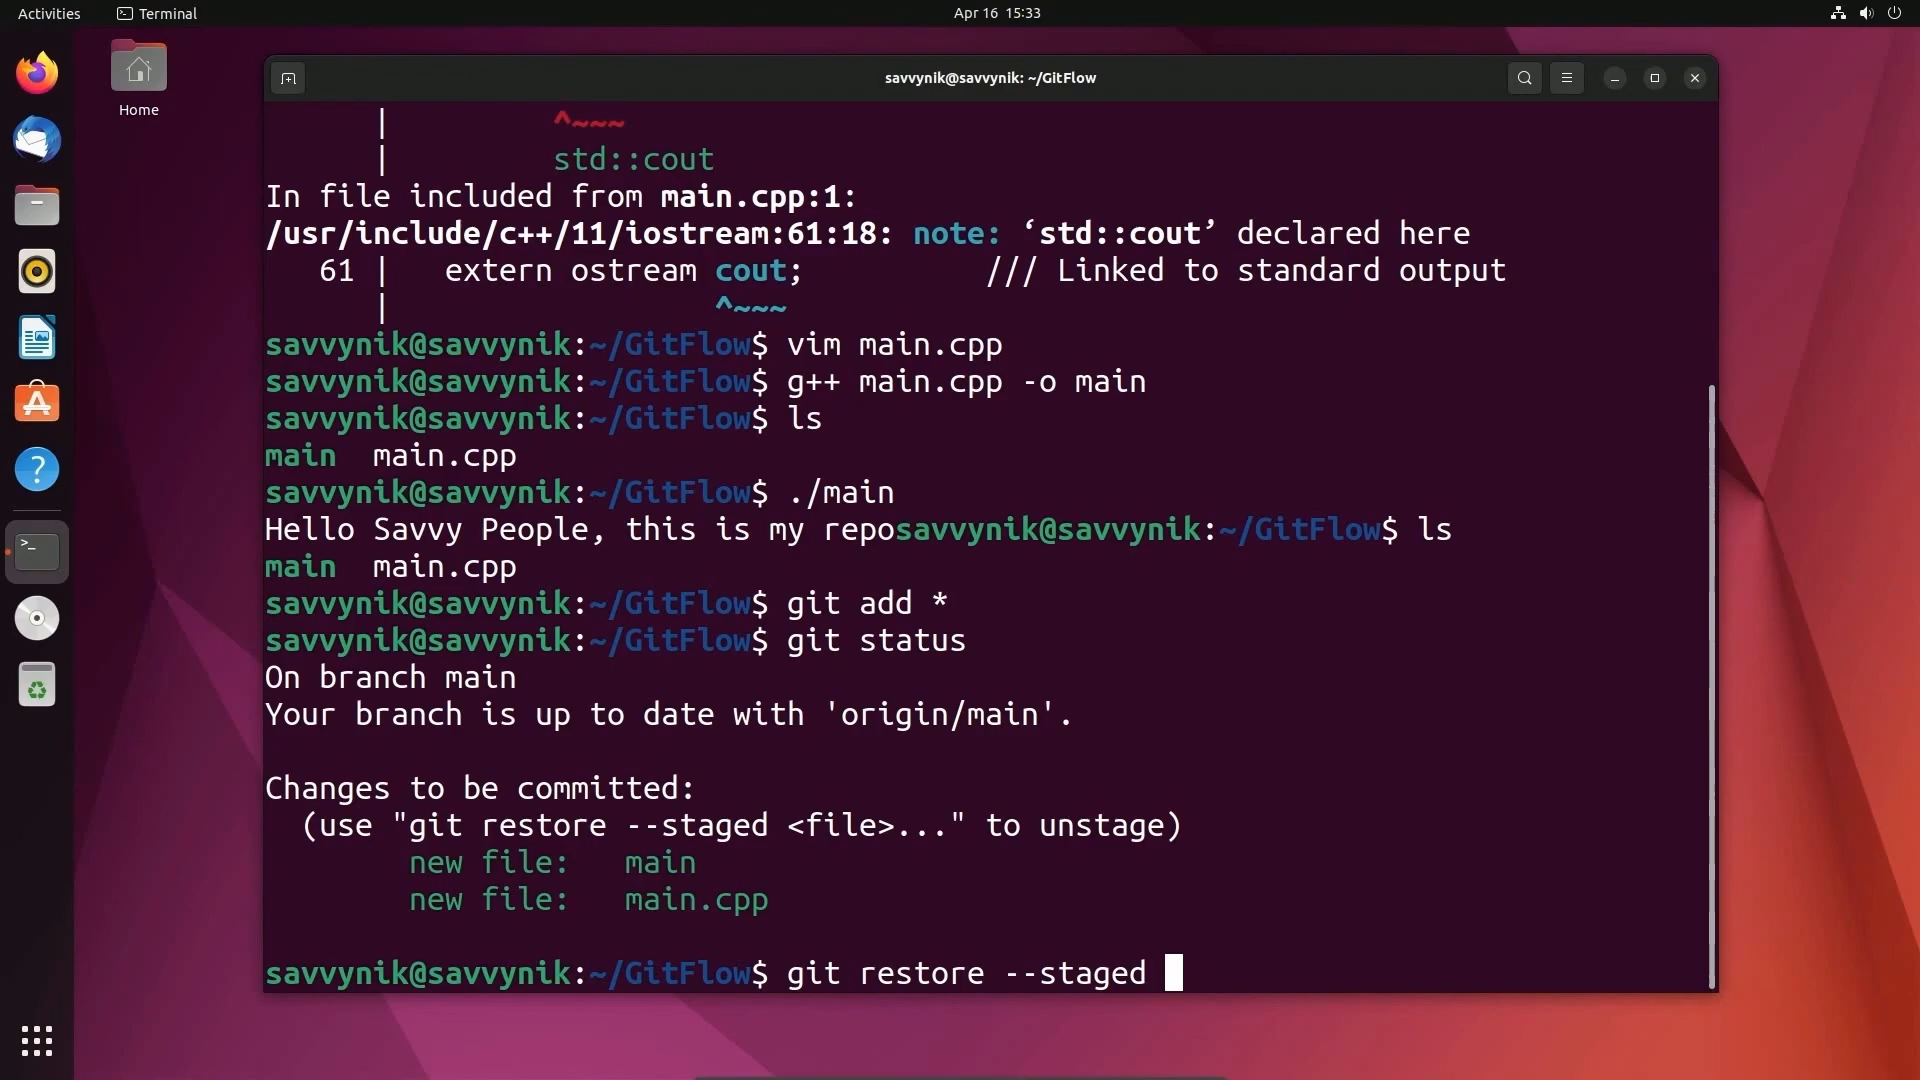 Activities Terminal Apr 16 15:33
Home
savvynik@savvynik: ~/GitFlow
| ^~~~
| std::cout
In file included from main.cpp:1:
/usr/include/c++/11/iostream:61:18: note: ‘std::cout’ declared here
61 | extern ostream cout; /// Linked to standard output
| ^~~~
savvynik@savvynik:~/GitFlow$ vim main.cpp
savvynik@savvynik:~/GitFlow$ g++ main.cpp -o main
savvynik@savvynik:~/GitFlow$ ls
main main.cpp
savvynik@savvynik:~/GitFlow$ ./main
Hello Savvy People, this is my reposavvynik@savvynik:~/GitFlow$ ls
main main.cpp
savvynik@savvynik:~/GitFlow$ git add *
savvynik@savvynik:~/GitFlow$ git status
On branch main
Your branch is up to date with 'origin/main'.
Changes to be committed:
(use "git restore --staged <file>..." to unstage)
new file: main
new file: main.cpp
savvynik@savvynik:~/GitFlow$ git restore --staged